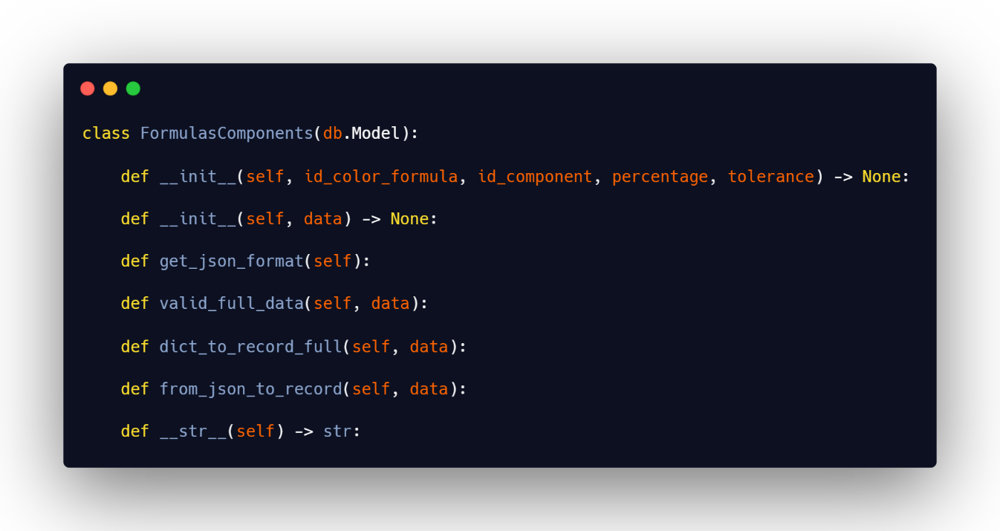 class FormulasComponents(db.Model):
    def __init__(self, id_color_formula, id_component, percentage, tolerance) -> None:
    def __init__(self, data) -> None:
    def get_json_format(self):
    def valid_full_data(self, data):
    def dict_to_record_full(self, data):
    def from_json_to_record(self, data):
    def __str__(self) -> str: